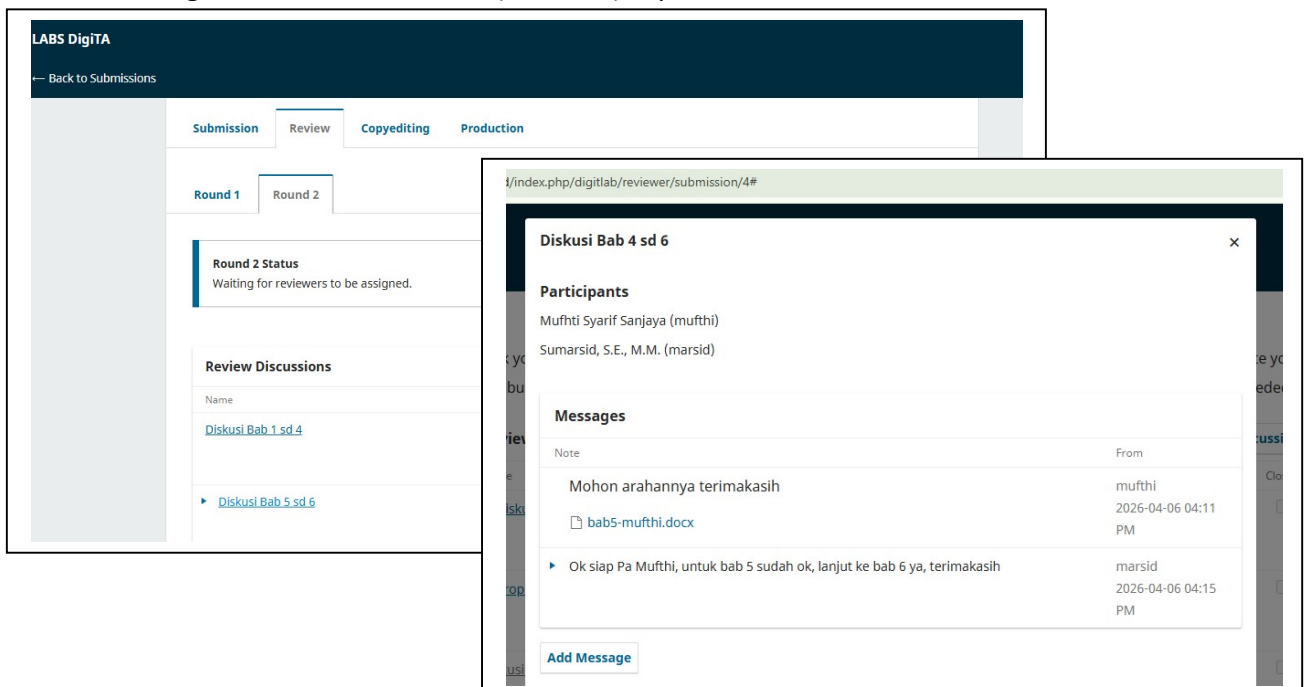 LABS DigiTA
← Back to Submissions
Submission Review Copyediting Production
Round 1 Round 2
Round 2 Status
Waiting for reviewers to be assigned.
Review Discussions
Name
Diskusi Bab 1 sd 4
Diskusi Bab 5 sd 6
/index.php/digitlab/reviewer/submission/4#
Diskusi Bab 4 sd 6 ×
Participants
Mufhti Syarif Sanjaya (mufthi)
Sumarsid, S.E., M.M. (marsid)
Messages
Note From
Mohon arahannya terimakasih mufthi
2026-04-06 04:11
bab5-mufthi.docx
PM
Ok siap Pa Mufthi, untuk bab 5 sudah ok, lanjut ke bab 6 ya, terimakasih marsid
2026-04-06 04:15
PM
Add Message